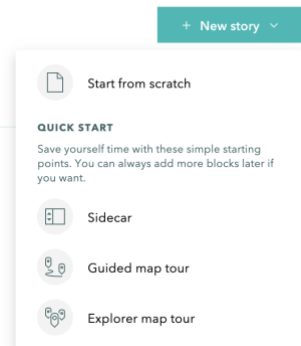 + New story
Start from scratch
QUICK START
Save yourself time with these simple starting
points. You can always add more blocks later if
you want.
Sidecar
Guided map tour
Explorer map tour